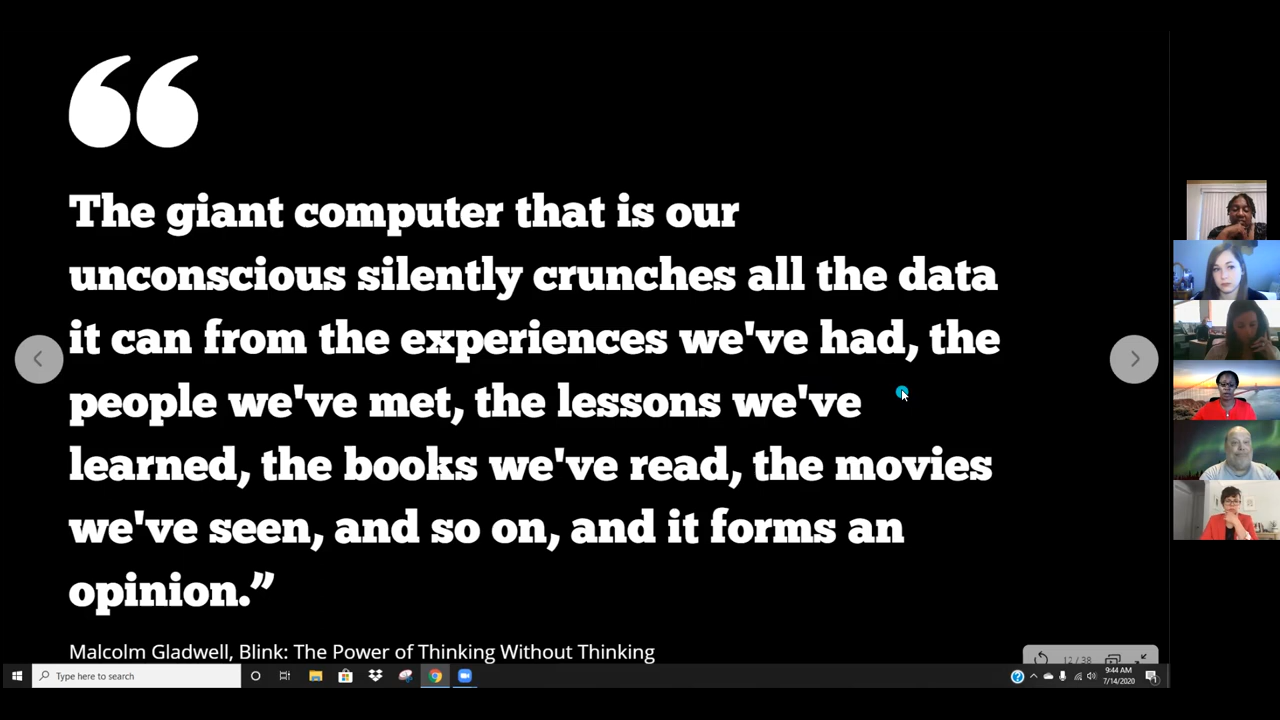 “
The giant computer that is our
unconscious silently crunches all the data
it can from the experiences we've had, the
people we've met, the lessons we've
learned, the books we've read, the movies
we've seen, and so on, and it forms an
opinion.”
Malcolm Gladwell, Blink: The Power of Thinking Without Thinking
12 / 38
Type here to search
9:44 AM
7/14/2020